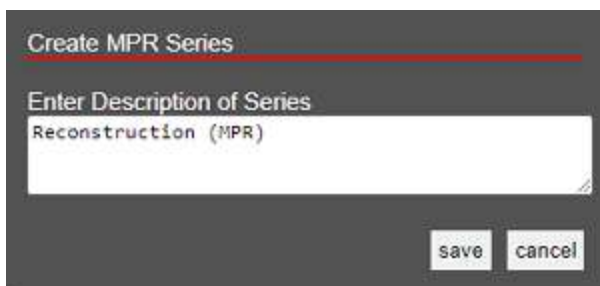 Create MPR Series
Enter Description of Series
Reconstruction (MPR)
save cancel